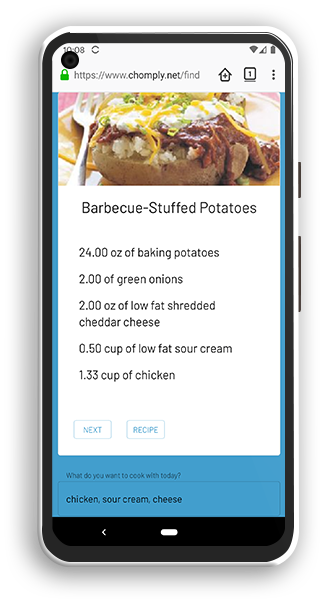 10:08
https://www.chomply.net/find
1
Barbecue-Stuffed Potatoes
24.00 oz of baking potatoes
2.00 of green onions
2.00 oz of low fat shredded
cheddar cheese
0.50 cup of low fat sour cream
1.33 cup of chicken
NEXT
RECIPE
What do you want to cook with today?
chicken, sour cream, cheese